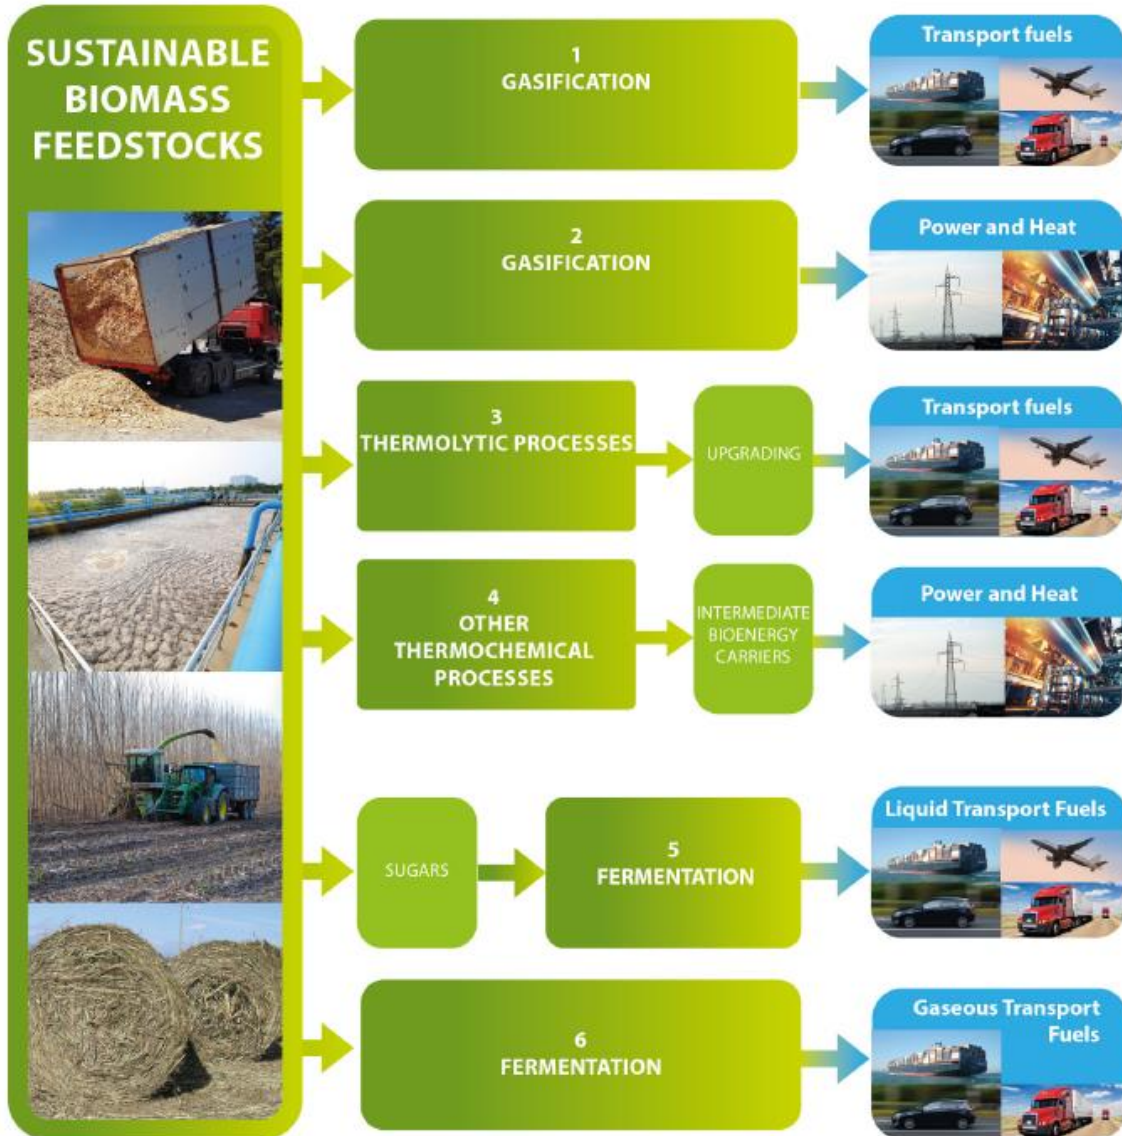 SUSTAINABLE
BIOMASS
FEEDSTOCKS
1
GASIFICATION
Transport fuels
2
GASIFICATION
Power and Heat
3
THERMOLYTIC PROCESSES
UPGRADING
Transport fuels
4
OTHER
THERMOCHEMICAL
PROCESSES
INTERMEDIATE
BIOENERGY
CARRIERS
Power and Heat
SUGARS
5
FERMENTATION
Liquid Transport Fuels
6
FERMENTATION
Gaseous Transport
Fuels